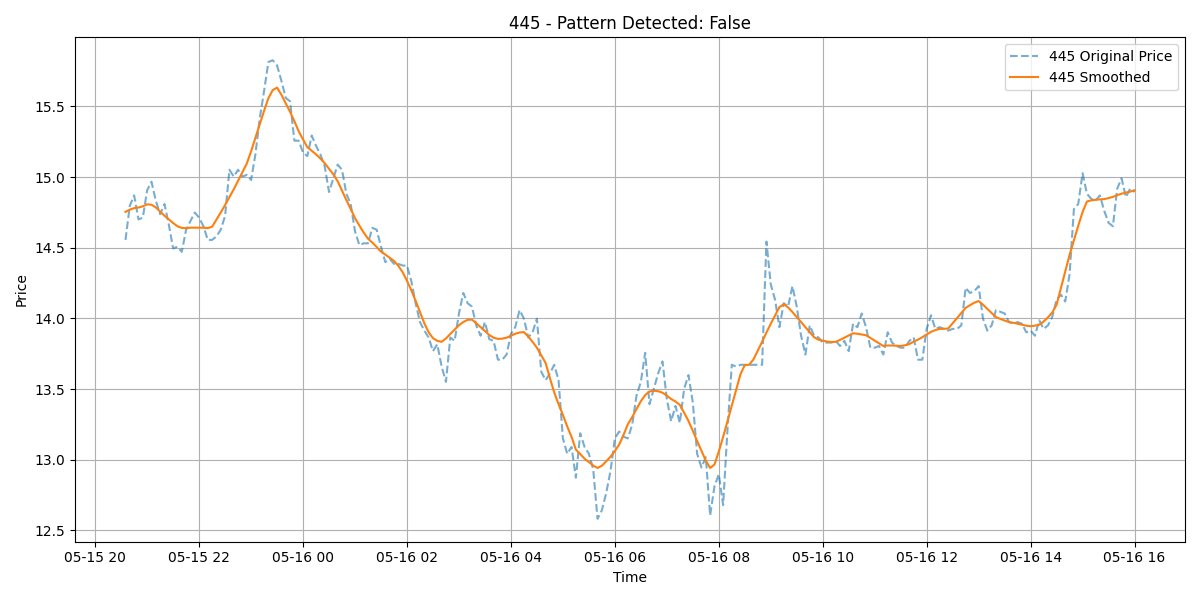 445 - Pattern Detected: False
445 Original Price
445 Smoothed
Price
15.5
15.0
14.5
14.0
13.5
13.0
12.5
05-15 20 05-15 22 05-16 00 05-16 02 05-16 04 05-16 06 05-16 08 05-16 10 05-16 12 05-16 14 05-16 16
Time